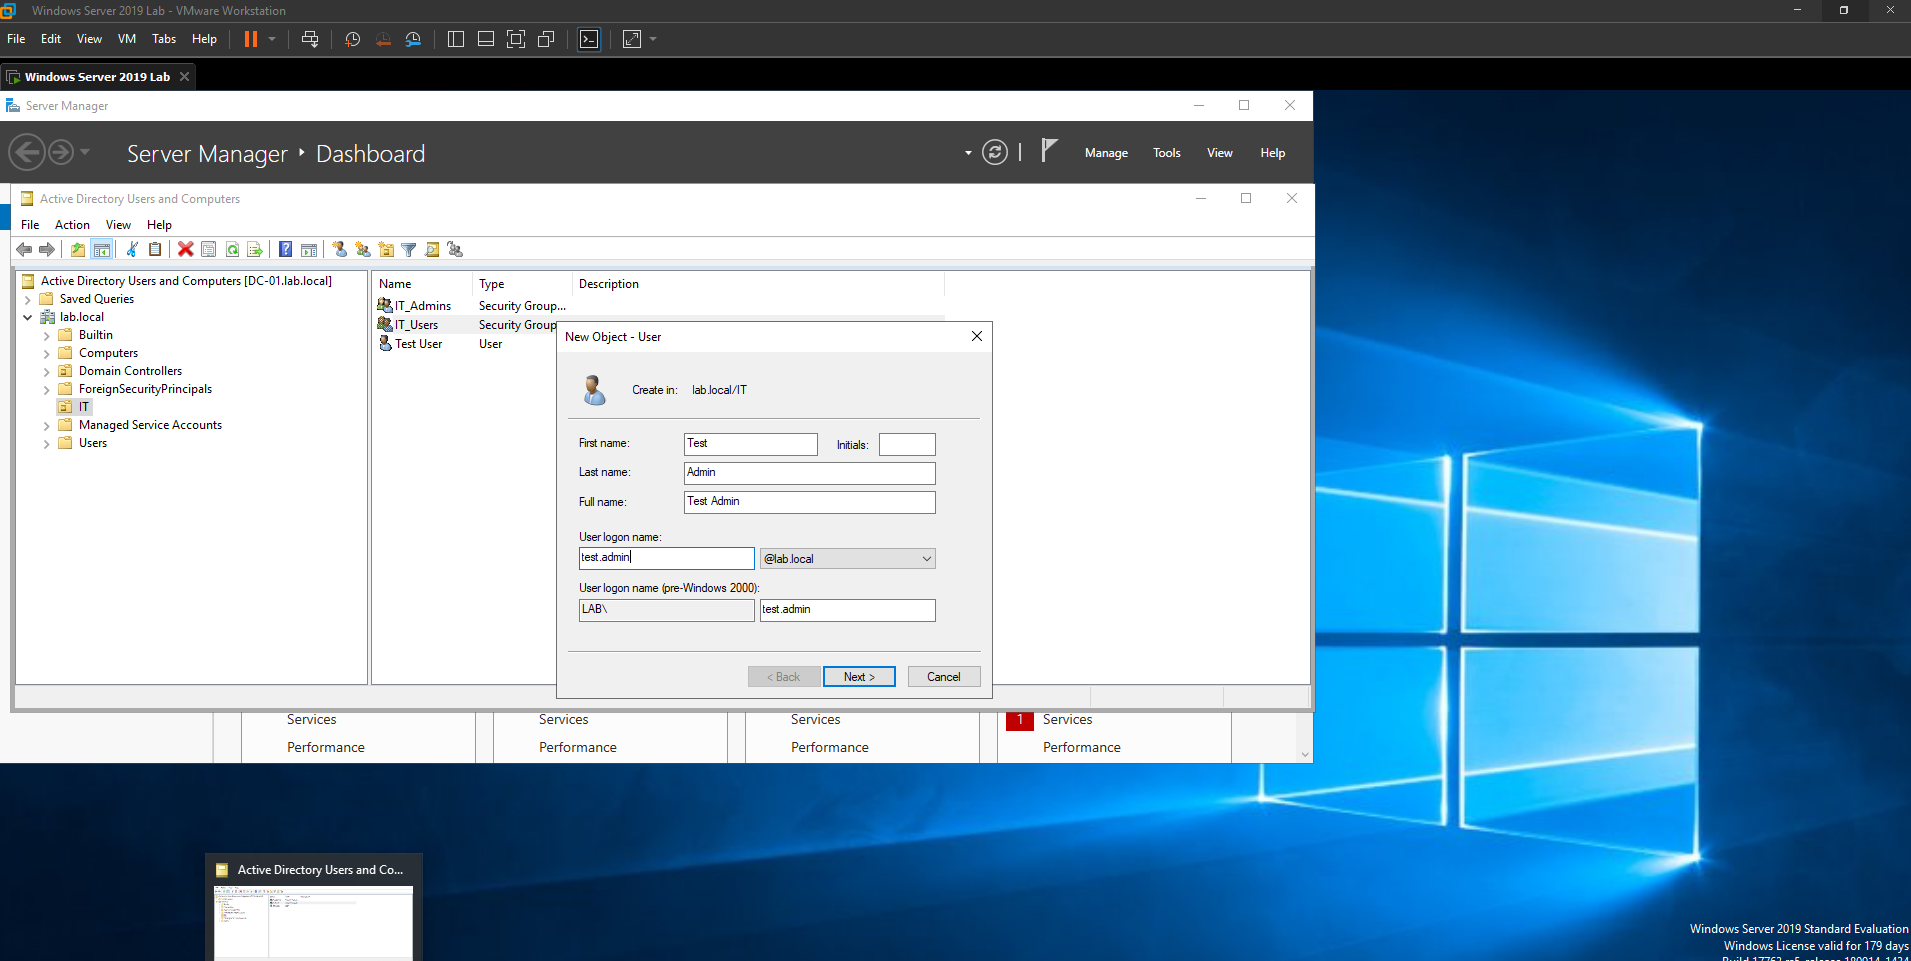 Windows Server 2019 Lab - VMware Workstation
File Edit View VM Tabs Help
Windows Server 2019 Lab
Server Manager
Server Manager Dashboard
Manage Tools View Help
Active Directory Users and Computers
File Action View Help
Active Directory Users and Computers [DC-01.lab.local]
Saved Queries
lab.local
Builtin
Computers
Domain Controllers
ForeignSecurityPrincipals
IT
Managed Service Accounts
Users
Name Type Description
IT_Admins Security Group...
IT_Users Security Group
Test User User
New Object - User
Create in: lab.local/IT
First name: Test Initials:
Last name: Admin
Full name: Test Admin
User logon name:
test.admin @lab.local
User logon name (pre-Windows 2000):
LAB\ test.admin
< Back Next > Cancel
Services Services Services 1 Services
Performance Performance Performance Performance
Active Directory Users and Co...
Windows Server 2019 Standard Evaluation
Windows License valid for 179 days